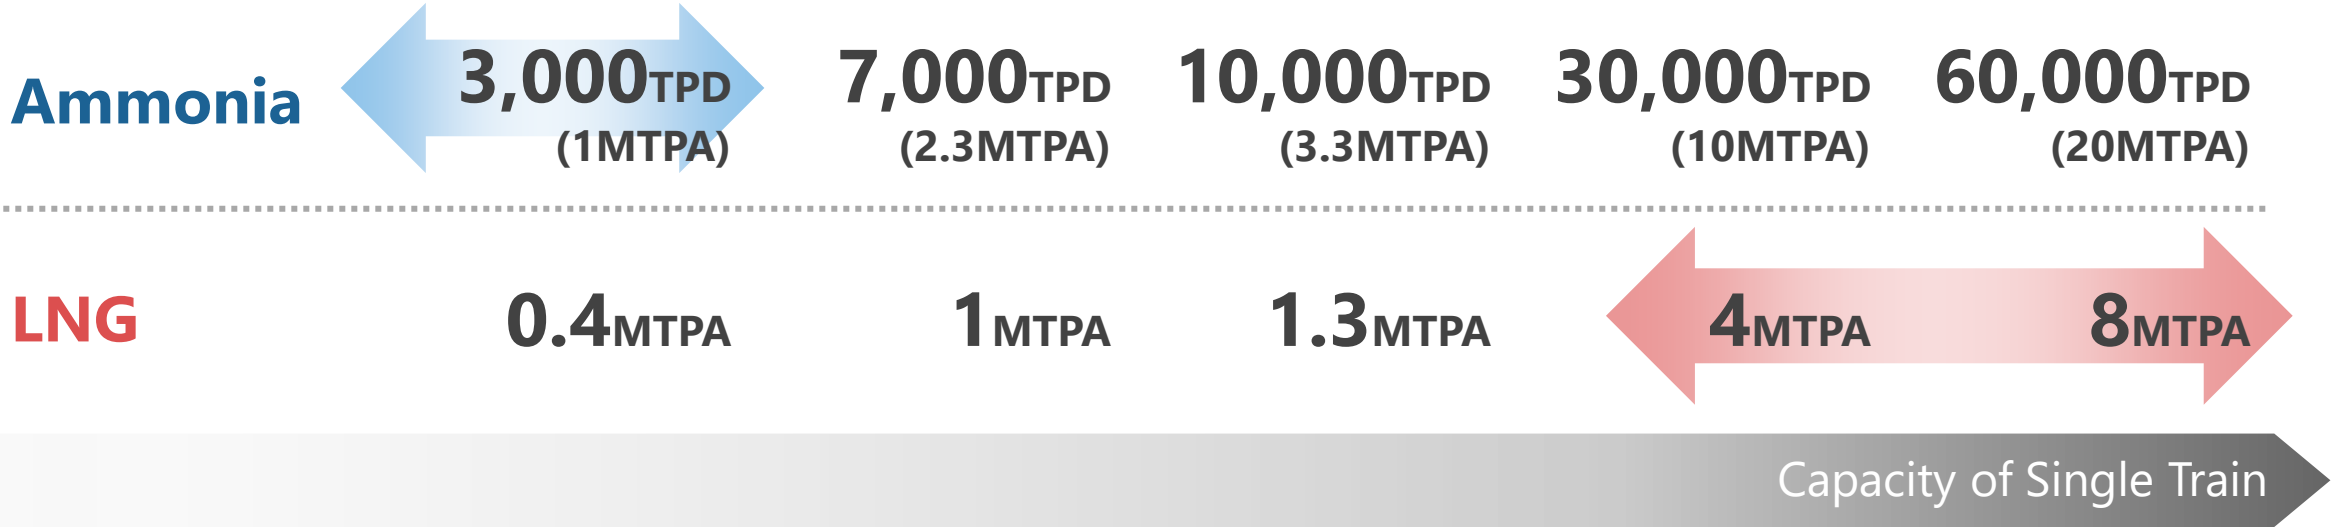 Ammonia 3,000TPD 7,000TPD 10,000TPD 30,000TPD 60,000TPD
(1MTPA) (2.3MTPA) (3.3MTPA) (10MTPA) (20MTPA)
LNG 0.4MTPA 1MTPA 1.3MTPA 4MTPA 8MTPA
Capacity of Single Train